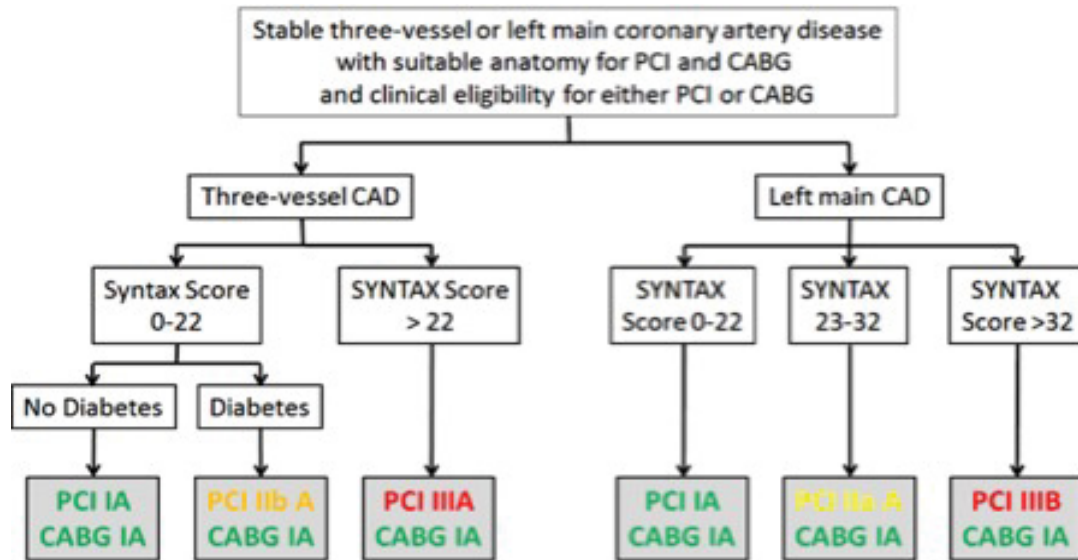 Stable three-vessel or left main coronary artery disease
with suitable anatomy for PCI and CABG
and clinical eligibility for either PCI or CABG
Three-vessel CAD
Left main CAD
Syntax Score
0-22
SYNTAX Score
> 22
SYNTAX
Score 0-22
SYNTAX
23-32
SYNTAX
Score >32
No Diabetes
Diabetes
PCI IA
CABG IA
PCI IIb A
CABG IA
PCI IIIA
CABG IA
PCI IA
CABG IA
PCI IIa A
CABG IA
PCI IIIB
CABG IA